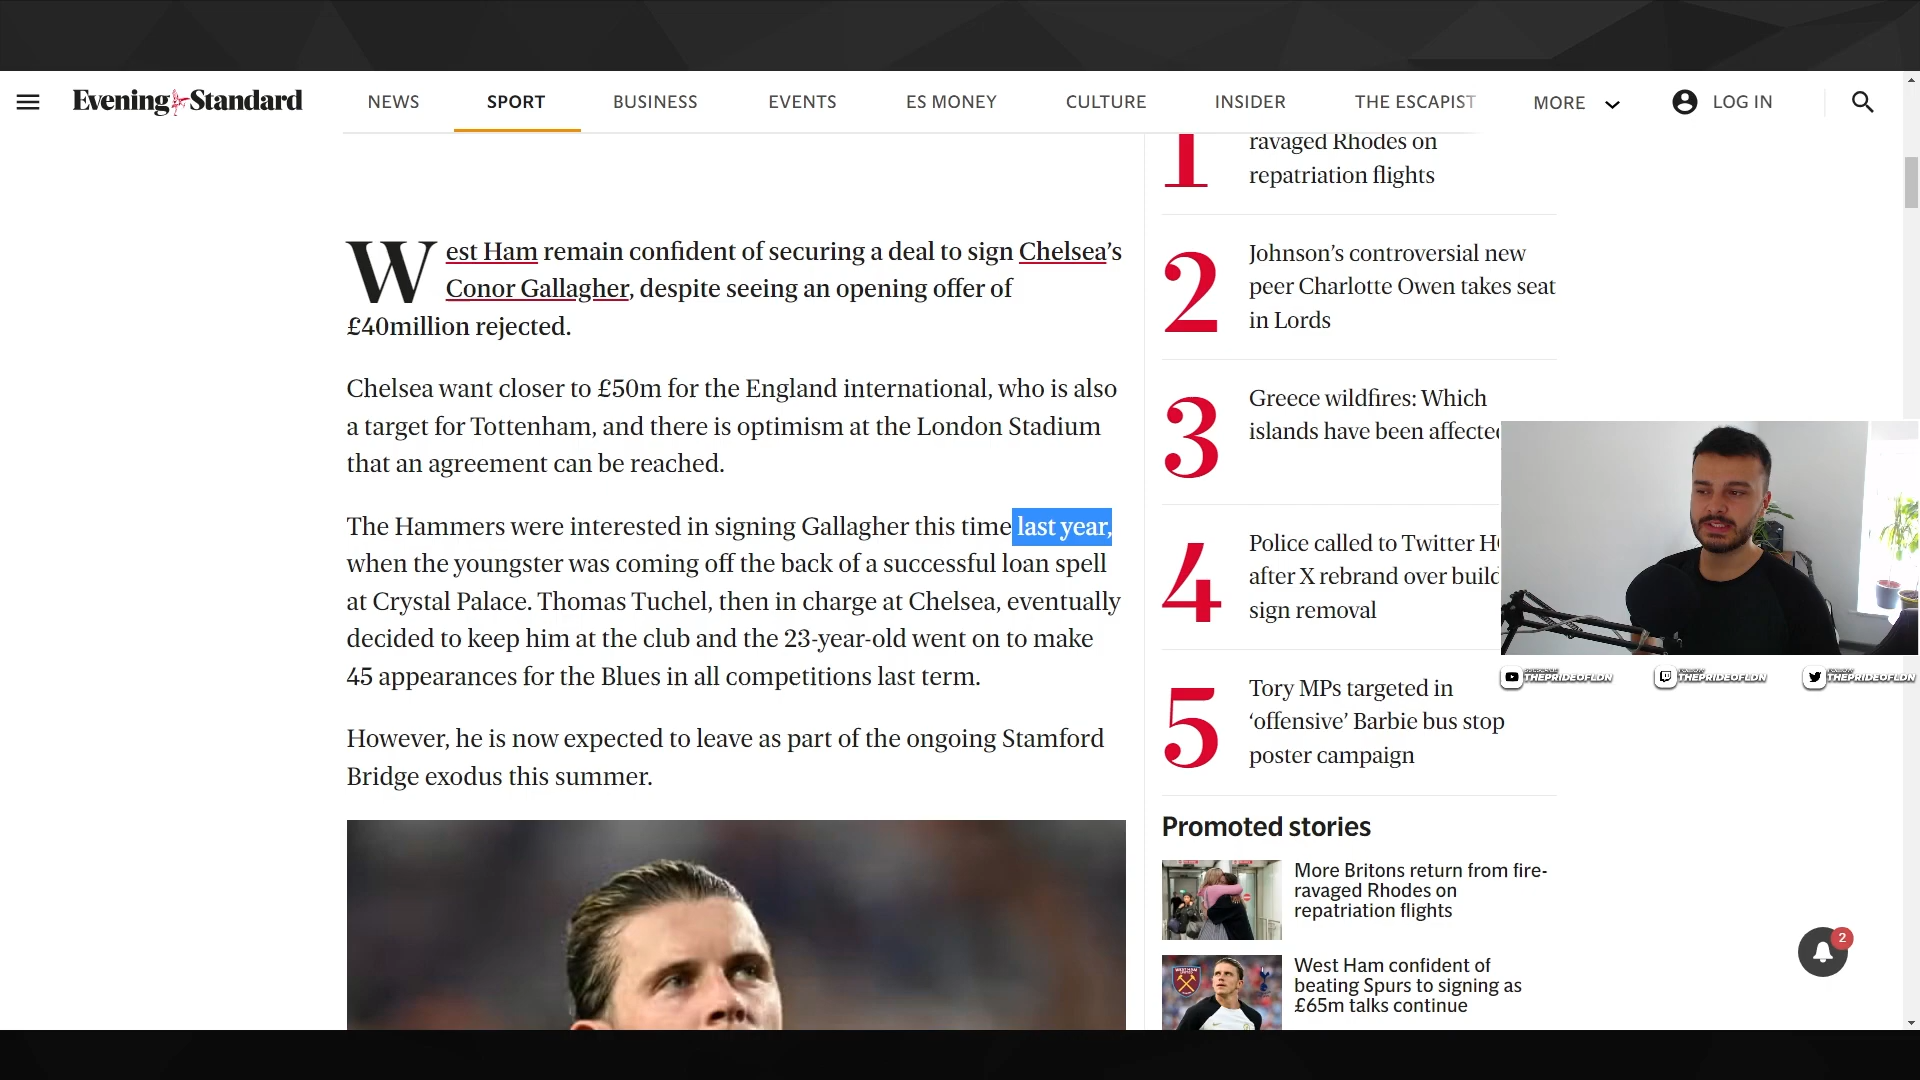 Evening Standard
NEWS
SPORT
BUSINESS
EVENTS
ES MONEY
CULTURE
INSIDER
THE ESCAPIST
MORE
LOG IN
West Ham remain confident of securing a deal to sign Chelsea’s
Conor Gallagher, despite seeing an opening offer of
£40million rejected.
Chelsea want closer to £50m for the England international, who is also
a target for Tottenham, and there is optimism at the London Stadium
that an agreement can be reached.
The Hammers were interested in signing Gallagher this time last year,
when the youngster was coming off the back of a successful loan spell
at Crystal Palace. Thomas Tuchel, then in charge at Chelsea, eventually
decided to keep him at the club and the 23-year-old went on to make
45 appearances for the Blues in all competitions last term.
However, he is now expected to leave as part of the ongoing Stamford
Bridge exodus this summer.
1
ravaged Rhodes on
repatriation flights
2
Johnson’s controversial new
peer Charlotte Owen takes seat
in Lords
3
Greece wildfires: Which
islands have been affected
4
Police called to Twitter H
after X rebrand over build
sign removal
5
Tory MPs targeted in
‘offensive’ Barbie bus stop
poster campaign
THEPRIDEOFLDN
THEPRIDEOFLDN
THEPRIDEOFLDN
Promoted stories
More Britons return from fire-
ravaged Rhodes on
repatriation flights
West Ham confident of
beating Spurs to signing as
£65m talks continue
2